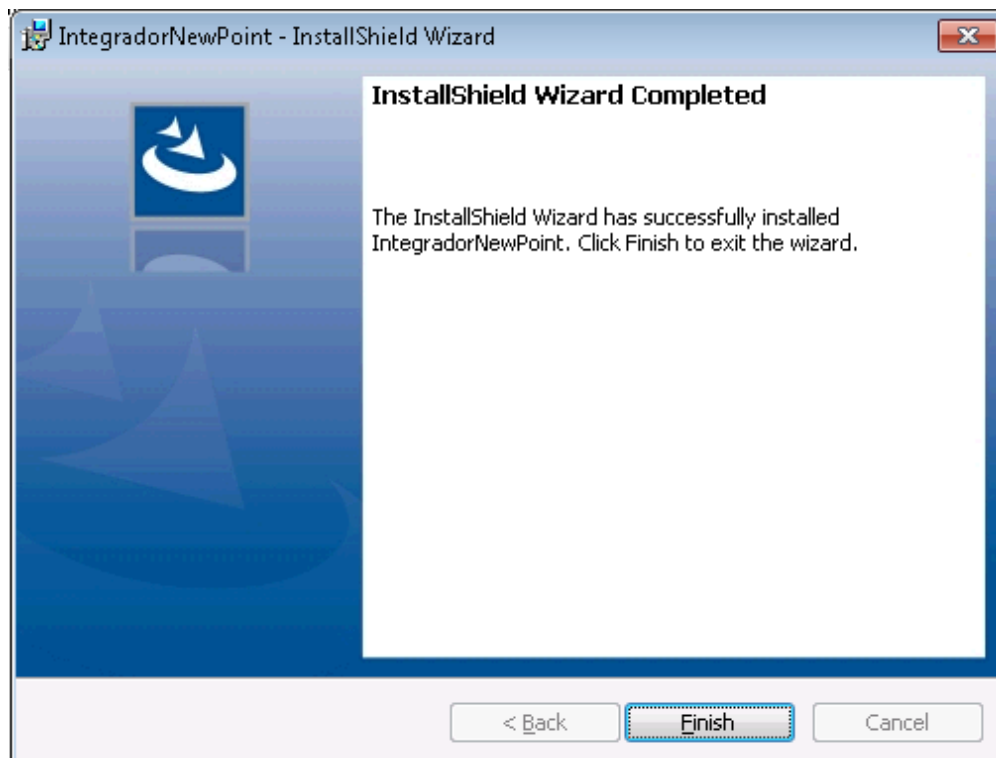 IntegradorNewPoint - InstallShield Wizard
InstallShield Wizard Completed
The InstallShield Wizard has successfully installed
IntegradorNewPoint. Click Finish to exit the wizard.
< Back
Finish
Cancel